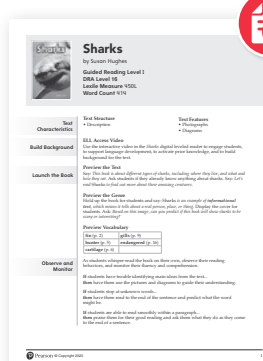 Sharks
Sharks
by Susan Hughes
Guided Reading Level I
DRA Level 16
Lexile Measure 450L
Word Count 414
Text Characteristics
Text Structure
• Description
Text Features
• Photographs
• Diagrams
Build Background
ELL Access Video
Use the interactive video in the Sharks digital leveled reader to engage students,
to support language development, to activate prior knowledge, and to build
background for the text.
Launch the Book
Preview the Text
Say: This book is about different types of sharks, including where they live, and what and
how they eat. Ask students if they already know anything about sharks. Say: Let's
read Sharks to find out more about these amazing creatures.
Preview the Genre
Hold up the book for students and say: Sharks is an example of informational
text, which means it tells about a real person, place, or thing. Display the cover for
students. Ask: Based on this image, can you predict if this book will show sharks to be
scary or interesting?
Preview Vocabulary
fin (p. 2)
gills (p. 9)
hunter (p. 3)
endangered (p. 16)
cartilage (p. 6)
Observe and Monitor
As students whisper-read the book on their own, observe their reading
behaviors, and monitor their fluency and comprehension.
If students have trouble identifying main ideas from the text...
then have them use the pictures and diagrams to guide their understanding.
If students stop at unknown words...
then have them read to the end of the sentence and predict what the word
might be.
If students are able to read smoothly within a paragraph...
then praise them for their good reading and ask them what they do as they come
to the end of a sentence.
Pearson © Copyright 2020